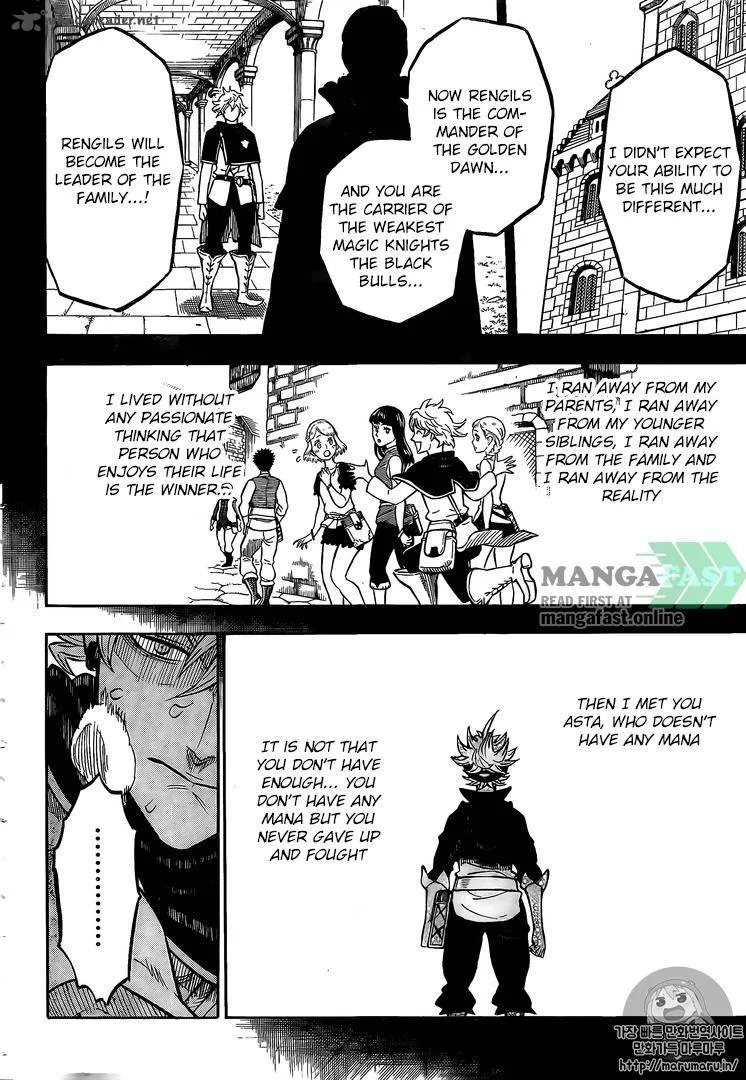 I DIDN'T EXPECT
YOUR ABILITY TO
BE THIS MUCH
DIFFERENT...
NOW RENGILS
IS THE COM-
MANDER OF
THE GOLDEN
DAWN...
AND YOU ARE
THE CARRIER OF
THE WEAKEST
MAGIC KNIGHTS
THE BLACK
BULLS...
RENGILS WILL
BECOME THE
LEADER OF THE
FAMILY...!
I RAN AWAY FROM MY
PARENTS, I RAN AWAY
FROM MY YOUNGER
SIBLINGS, I RAN AWAY
FROM THE FAMILY AND
I RAN AWAY FROM THE
REALITY
I LIVED WITHOUT
ANY PASSIONATE
THINKING THAT
PERSON WHO
ENJOYS THEIR LIFE
IS THE WINNER...
MANGAFAST
READ FIRST AT
mangafast.online
THEN I MET YOU
ASTA, WHO DOESN'T
HAVE ANY MANA
IT IS NOT THAT
YOU DON'T HAVE
ENOUGH... YOU
DON'T HAVE ANY
MANA BUT YOU
NEVER GAVE UP
AND FOUGHT
.........
가장 빠른 만화번역사이트
만화가득 마루마루
http://marumaru.in/